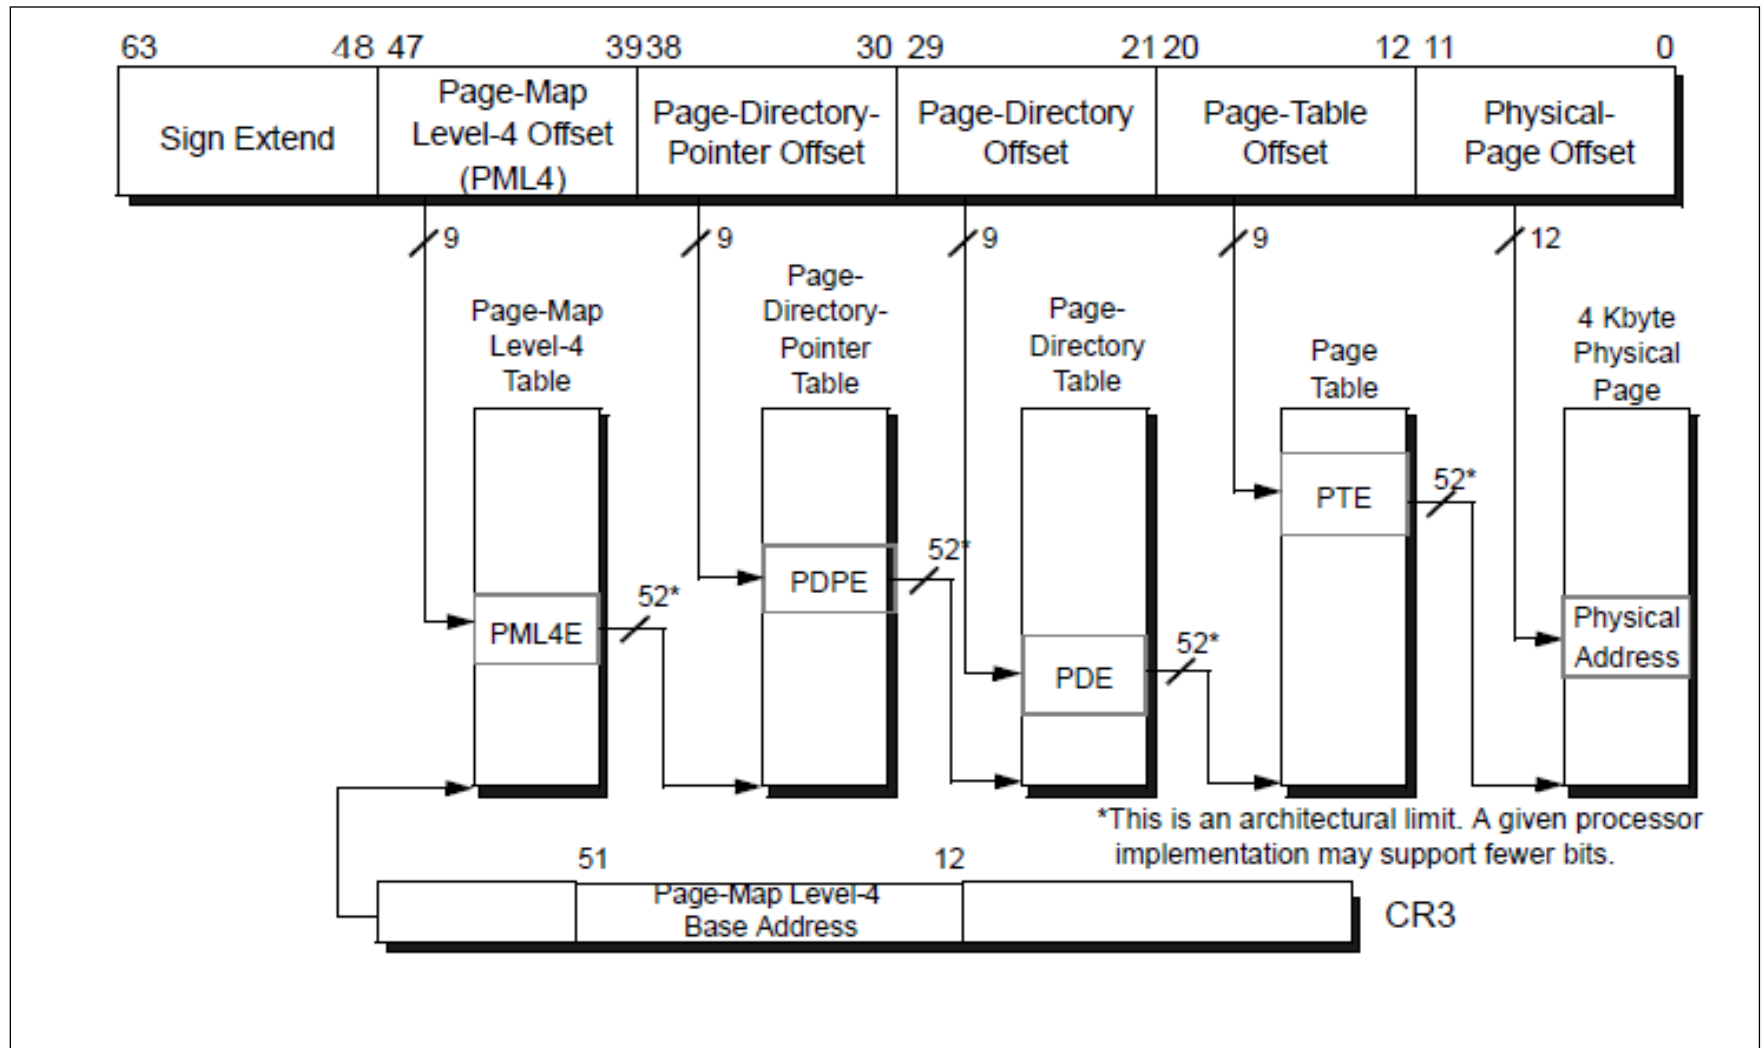 63 48 47 39 38 30 29 21 20 12 11 0
Sign Extend
Page-Map
Level-4 Offset
(PML4)
Page-Directory-
Pointer Offset
Page-Directory
Offset
Page-Table
Offset
Physical-
Page Offset
9 9 9 9 12
Page-Map
Level-4
Table
Page-
Directory-
Pointer
Table
Page-
Directory
Table
Page
Table
4 Kbyte
Physical
Page
PML4E
52*
PDPE
52*
PDE
52*
PTE
52*
Physical
Address
*This is an architectural limit. A given processor
implementation may support fewer bits.
51 12
Page-Map Level-4
Base Address
CR3